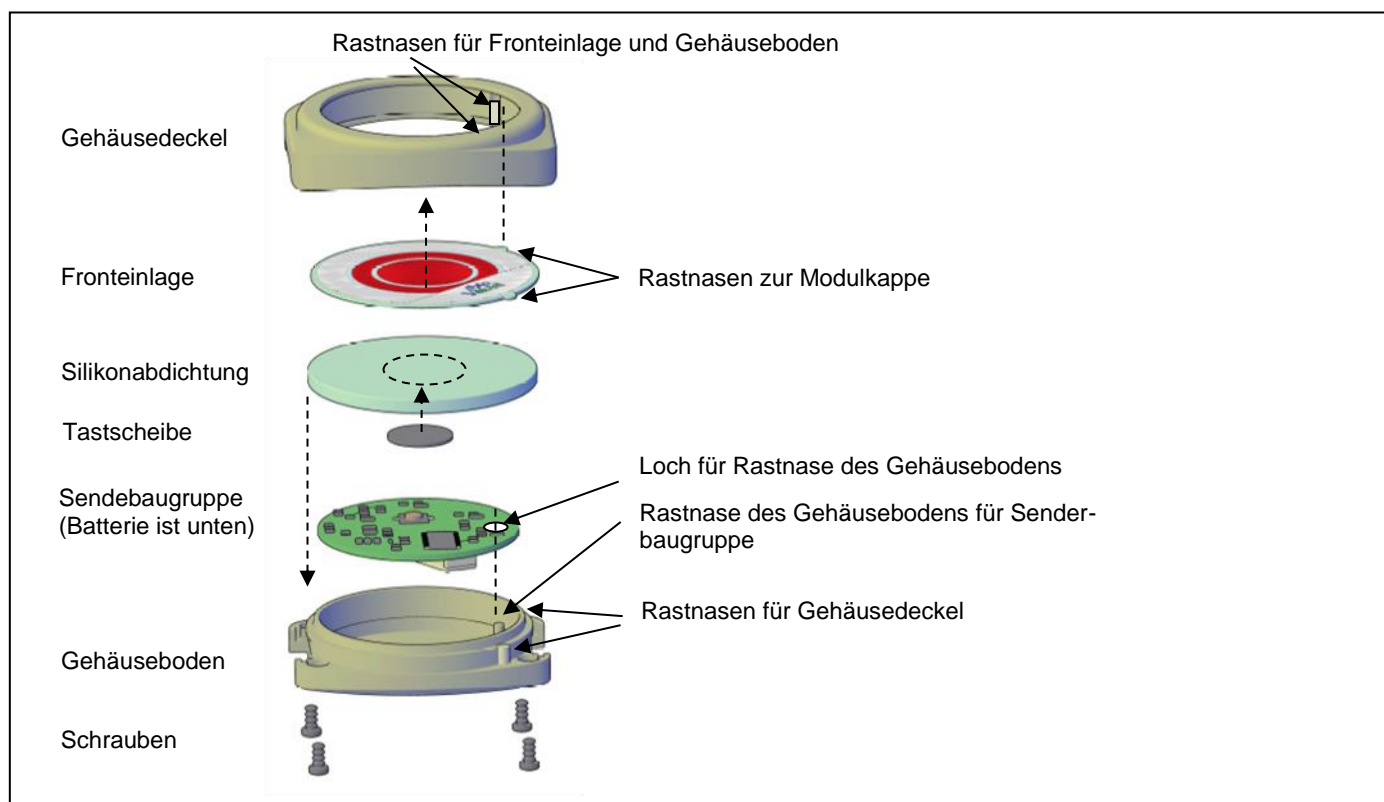 Rastnasen für Fronteinlage und Gehäuseboden
Gehäusedeckel
Fronteinlage
Rastnasen zur Modulkappe
Silikonabdichtung
Tastscheibe
Loch für Rastnase des Gehäusebodens
Sendebaugruppe
(Batterie ist unten)
Rastnase des Gehäusebodens für Sender-
baugruppe
Rastnasen für Gehäusedeckel
Gehäuseboden
Schrauben